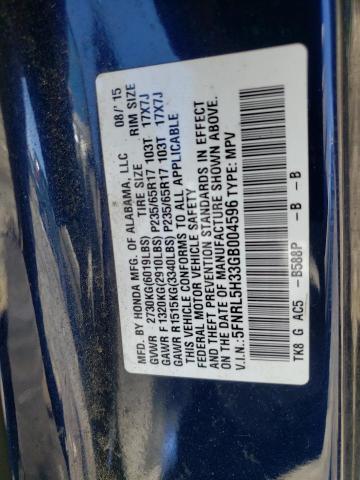 MFD. BY HONDA MFG. OF ALABAMA, LLC 08/'15
TIRE SIZE RIM SIZE
GVWR 2730KG(6019LBS)
GAWR F 1320KG(2910LBS) P235/65R17 103T 17X7J
GAWR R1515KG(3340LBS) P235/65R17 103T 17X7J
THIS VEHICLE CONFORMS TO ALL APPLICABLE
FEDERAL MOTOR VEHICLE SAFETY
AND THEFT PREVENTION STANDARDS IN EFFECT
ON THE DATE OF MANUFACTURE SHOWN ABOVE.
V.I.N.:5FNRL5H33GB004596 TYPE: MPV
TK8 G AC5 -B588P -B -B